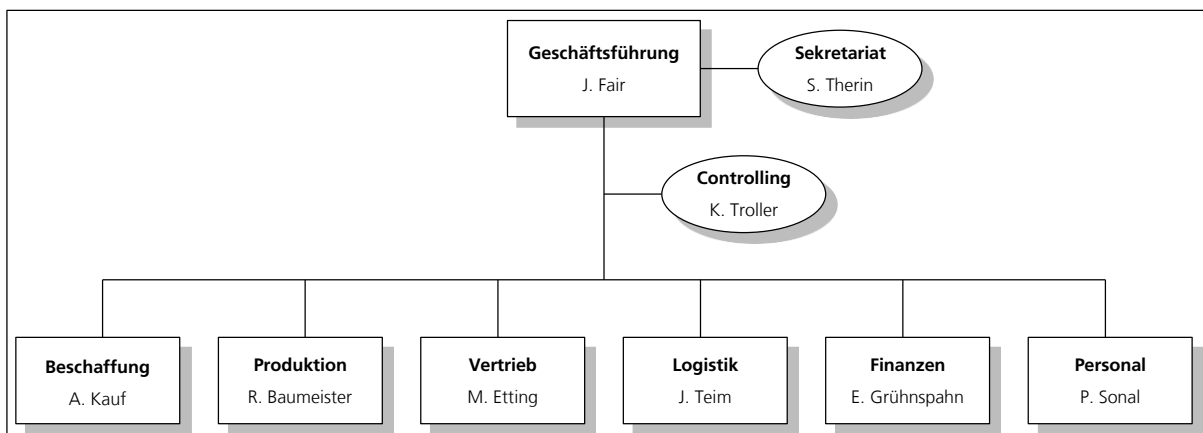 Geschäftsführung
J. Fair
Sekretariat
S. Therin
Controlling
K. Troller
Beschaffung
A. Kauf
Produktion
R. Baumeister
Vertrieb
M. Etting
Logistik
J. Teim
Finanzen
E. Grühnspahn
Personal
P. Sonal